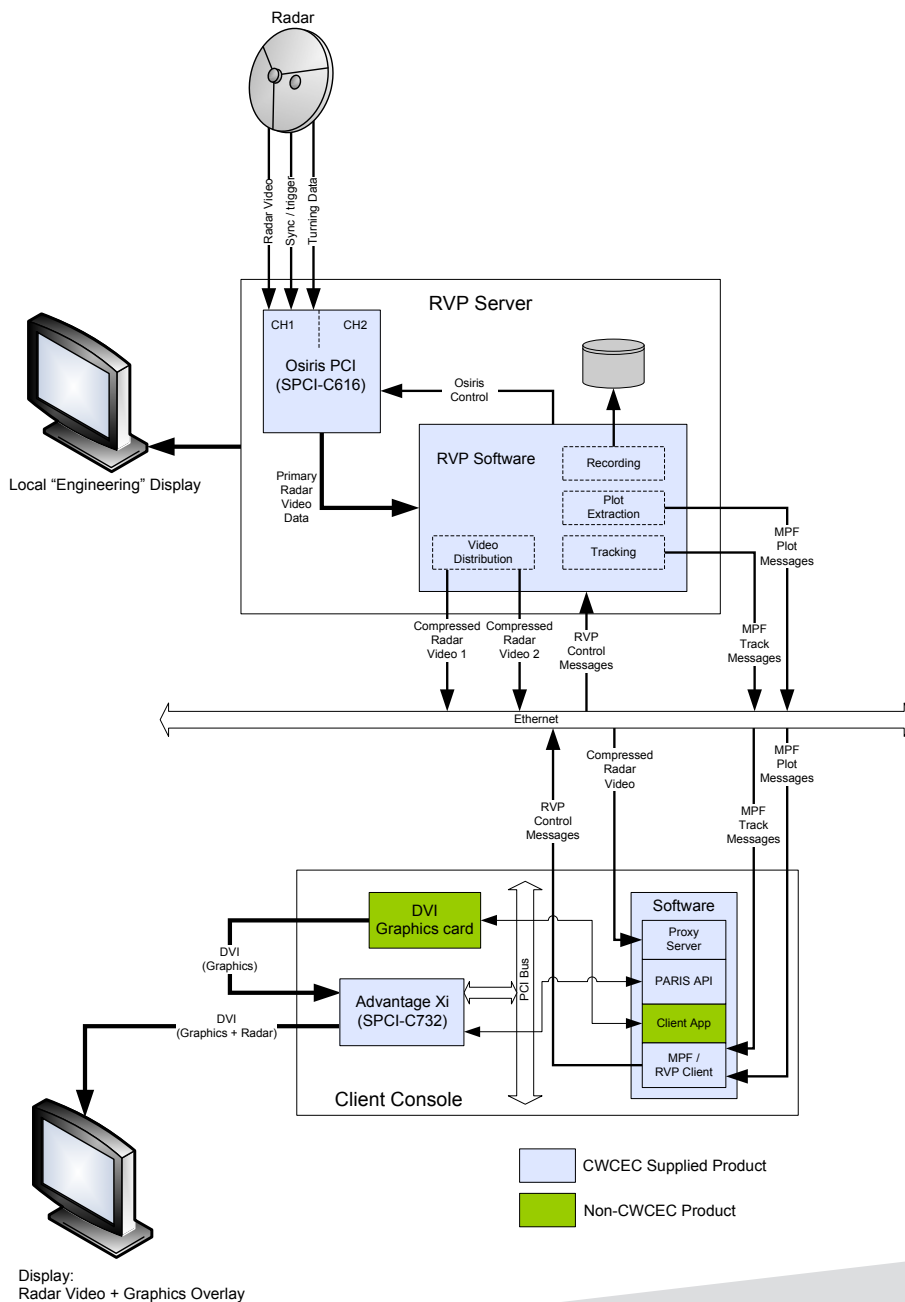 Radar
Radar Video
Sync / trigger
Turning Data
RVP Server
CH1
CH2
Osiris PCI
(SPCI-C616)
Osiris
Control
RVP Software
Recording
Plot
Extraction
Video
Distribution
Tracking
Local “Engineering” Display
Primary
Radar
Video
Data
MPF
Plot
Messages
Compressed
Radar
Video 1
Compressed
Radar
Video 2
RVP
Control
Messages
MPF
Track
Messages
Ethernet
Compressed
Radar
Video
MPF
Plot
Messages
RVP
Control
Messages
MPF
Track
Messages
DVI
Graphics card
Software
Proxy
Server
DVI
(Graphics)
PCI Bus
PARIS API
Advantage Xi
(SPCI-C732)
Client App
DVI
(Graphics + Radar)
MPF /
RVP Client
Client Console
CWCEC Supplied Product
Non-CWCEC Product
Display:
Radar Video + Graphics Overlay